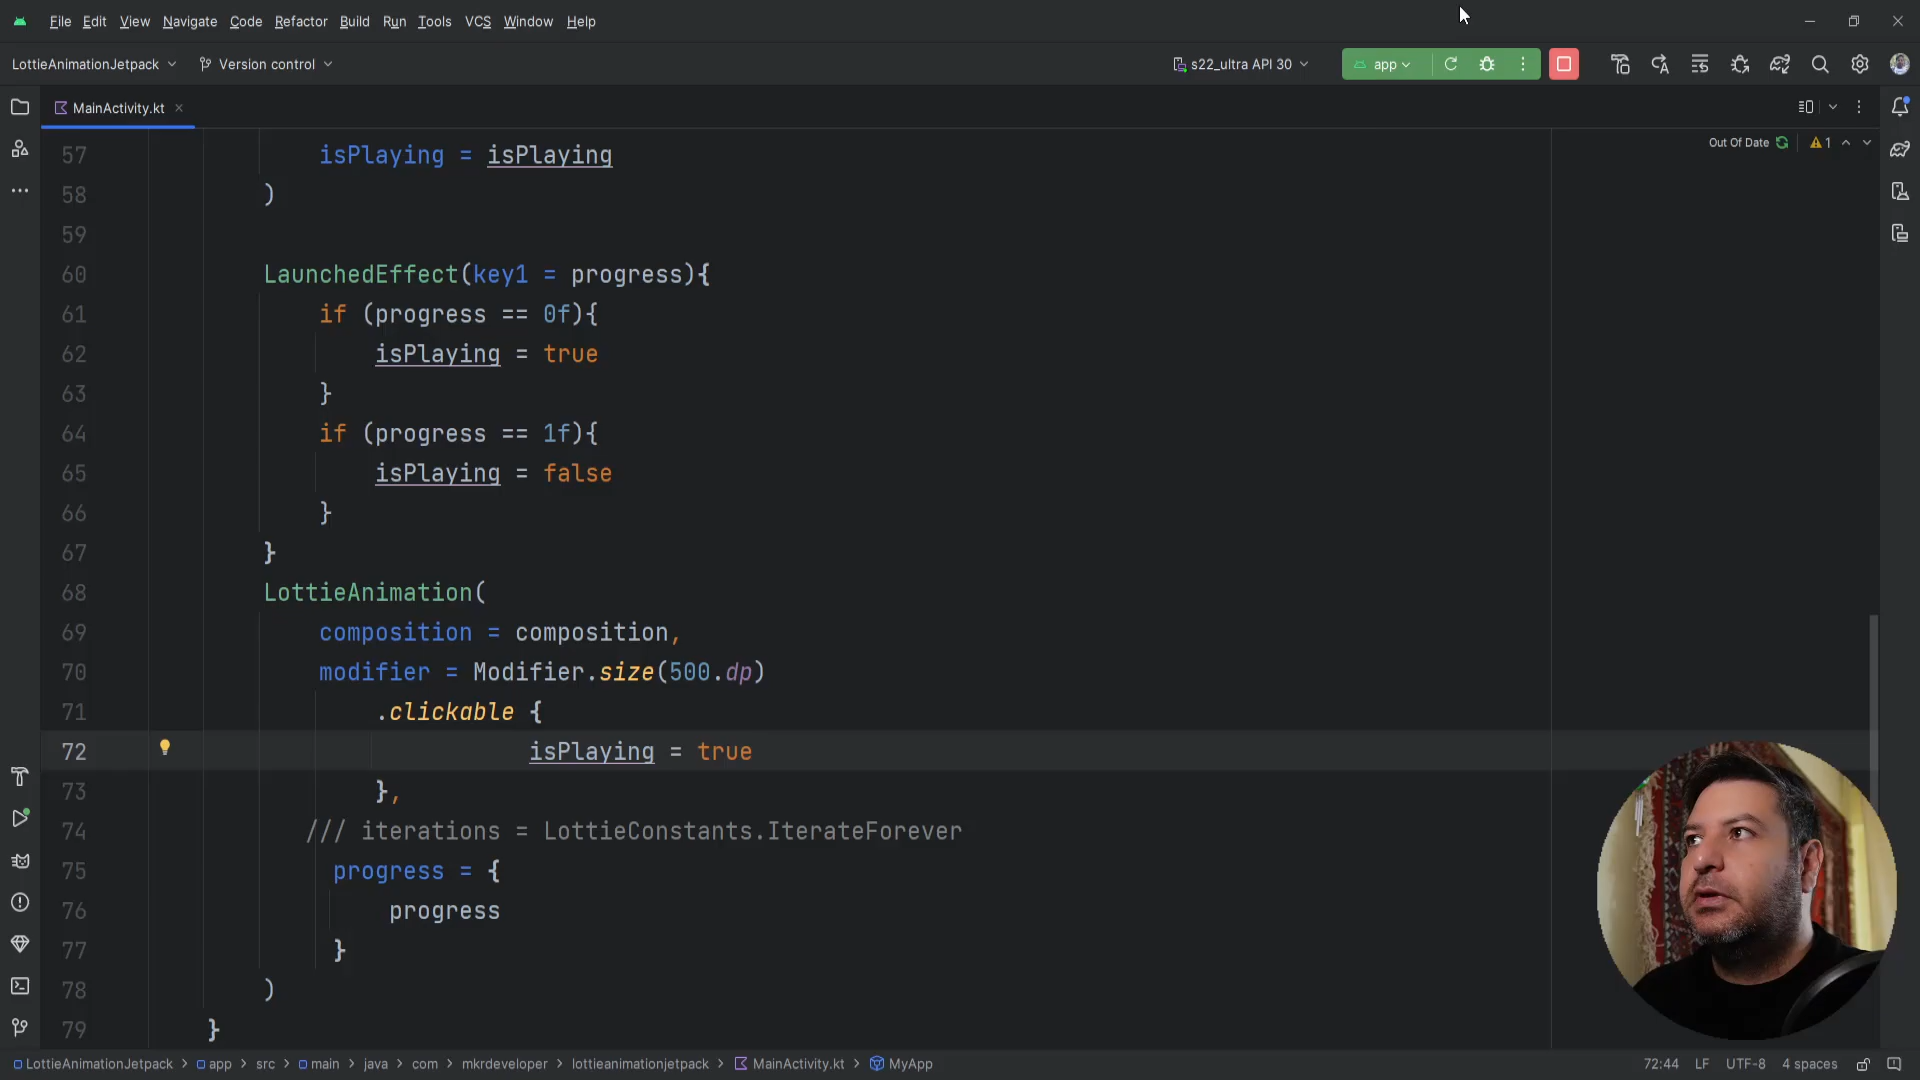 File Edit View Navigate Code Refactor Build Run Tools VCS Window Help
LottieAnimationJetpack Version control s22_ultra API 30 app
MainActivity.kt
Out Of Date 1
57 isPlaying = isPlaying
58 )
59
60 LaunchedEffect(key1 = progress){
61 if (progress == 0f){
62 isPlaying = true
63 }
64 if (progress == 1f){
65 isPlaying = false
66 }
67 }
68 LottieAnimation(
69 composition = composition,
70 modifier = Modifier.size(500.dp)
71 .clickable {
72 isPlaying = true
73 },
74 /// iterations = LottieConstants.IterateForever
75 progress = {
76 progress
77 }
78 )
79 }
LottieAnimationJetpack > app > src > main > java > com > mkrdeveloper > lottieanimationjetpack > MainActivity.kt > MyApp 72:44 LF UTF-8 4 spaces